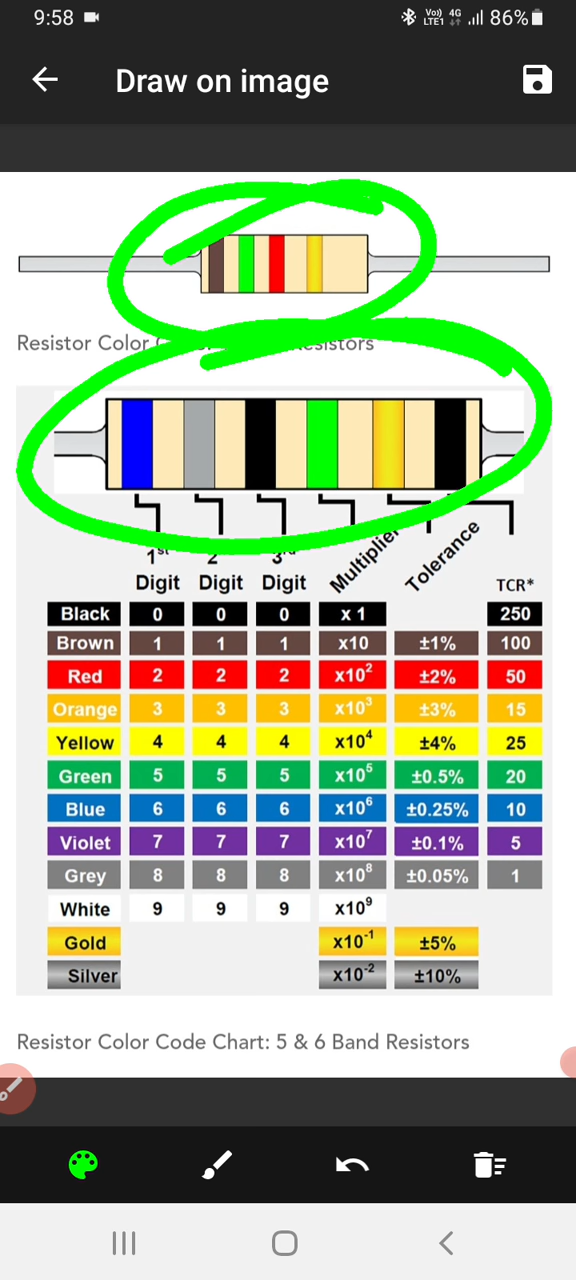 9:58 Vo)) LTE1 4G 86%
Draw on image
Resistor Color
1st
Digit Digit Digit Multiplier Tolerance TCR*
Black 0 0 0 x 1 250
Brown 1 1 1 x10 ±1% 100
Red 2 2 2 x10² ±2% 50
Orange 3 3 3 x10³ ±3% 15
Yellow 4 4 4 x10⁴ ±4% 25
Green 5 5 5 x10⁵ ±0.5% 20
Blue 6 6 6 x10⁶ ±0.25% 10
Violet 7 7 7 x10⁷ ±0.1% 5
Grey 8 8 8 x10⁸ ±0.05% 1
White 9 9 9 x10⁹
Gold x10⁻¹ ±5%
Silver x10⁻² ±10%
Resistor Color Code Chart: 5 & 6 Band Resistors